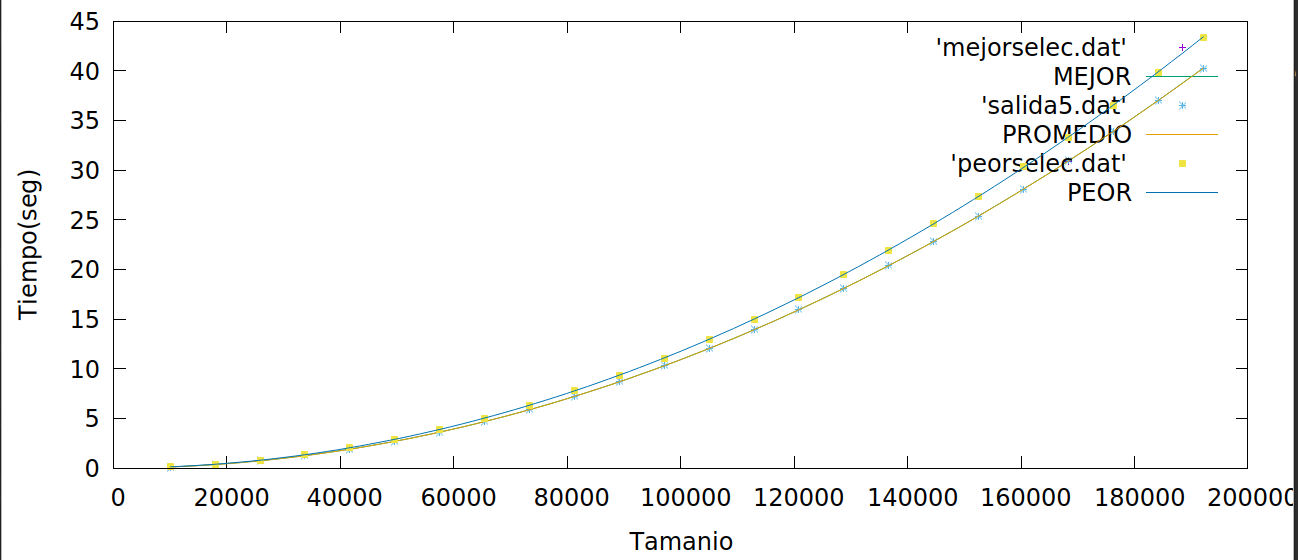 45
40
35
30
25
20
15
10
5
0
Tiempo(seg)
'mejorselec.dat'
MEJOR
'salida5.dat'
PROMEDIO
'peorselec.dat'
PEOR
0 20000 40000 60000 80000 100000 120000 140000 160000 180000 200000
Tamanio